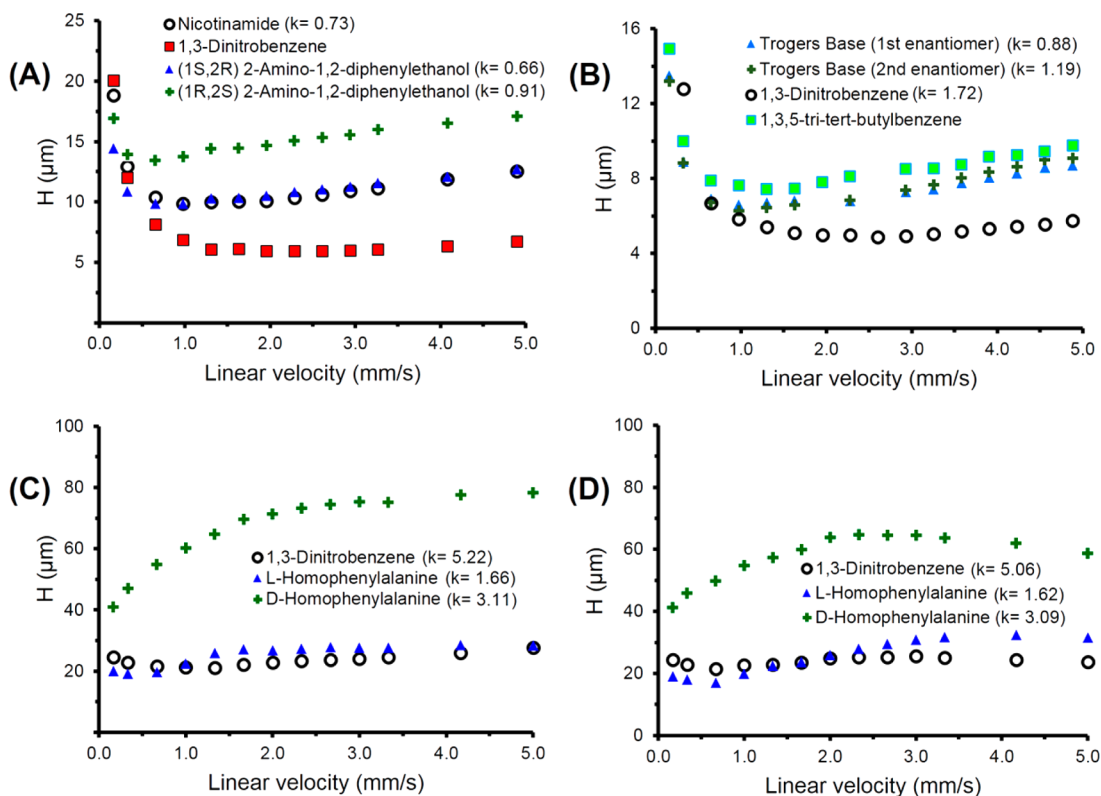 (A)
H (µm)
25
20
15
10
5
0
0.0 1.0 2.0 3.0 4.0 5.0
Linear velocity (mm/s)
Nicotinamide (k= 0.73)
1,3-Dinitrobenzene
(1S,2R) 2-Amino-1,2-diphenylethanol (k= 0.66)
(1R,2S) 2-Amino-1,2-diphenylethanol (k= 0.91)
(B)
H (µm)
16
12
8
4
0
0.0 1.0 2.0 3.0 4.0 5.0
Linear velocity (mm/s)
Trogers Base (1st enantiomer) (k= 0.88)
Trogers Base (2nd enantiomer) (k= 1.19)
1,3-Dinitrobenzene (k= 1.72)
1,3,5-tri-tert-butylbenzene
(C)
H (µm)
100
80
60
40
20
0
0.0 1.0 2.0 3.0 4.0 5.0
Linear velocity (mm/s)
1,3-Dinitrobenzene (k= 5.22)
L-Homophenylalanine (k= 1.66)
D-Homophenylalanine (k= 3.11)
(D)
H (µm)
100
80
60
40
20
0
0.0 1.0 2.0 3.0 4.0 5.0
Linear velocity (mm/s)
1,3-Dinitrobenzene (k= 5.06)
L-Homophenylalanine (k= 1.62)
D-Homophenylalanine (k= 3.09)